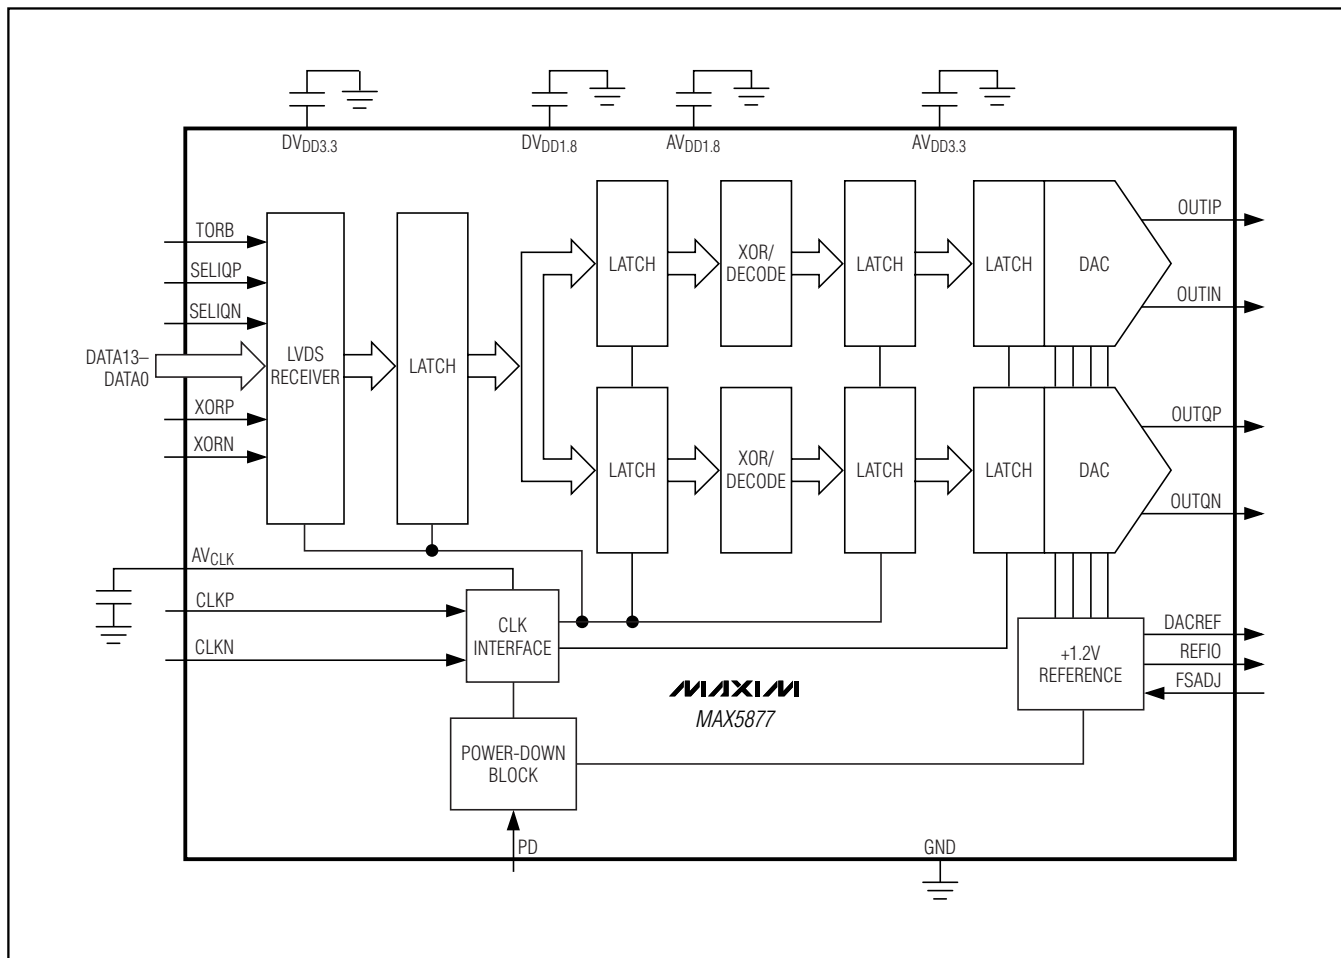 DVDD3.3
DVDD1.8
AVDD1.8
AVDD3.3
TORB
SELIQP
SELIQN
DATA13–
DATA0
XORP
XORN
LVDS
RECEIVER
LATCH
LATCH
XOR/
DECODE
LATCH
LATCH
DAC
OUTIP
OUTIN
LATCH
XOR/
DECODE
LATCH
LATCH
DAC
OUTQP
OUTQN
AVCLK
CLKP
CLKN
CLK
INTERFACE
+1.2V
REFERENCE
DACREF
REFIO
FSADJ
MAXIM
MAX5877
POWER-DOWN
BLOCK
PD
GND